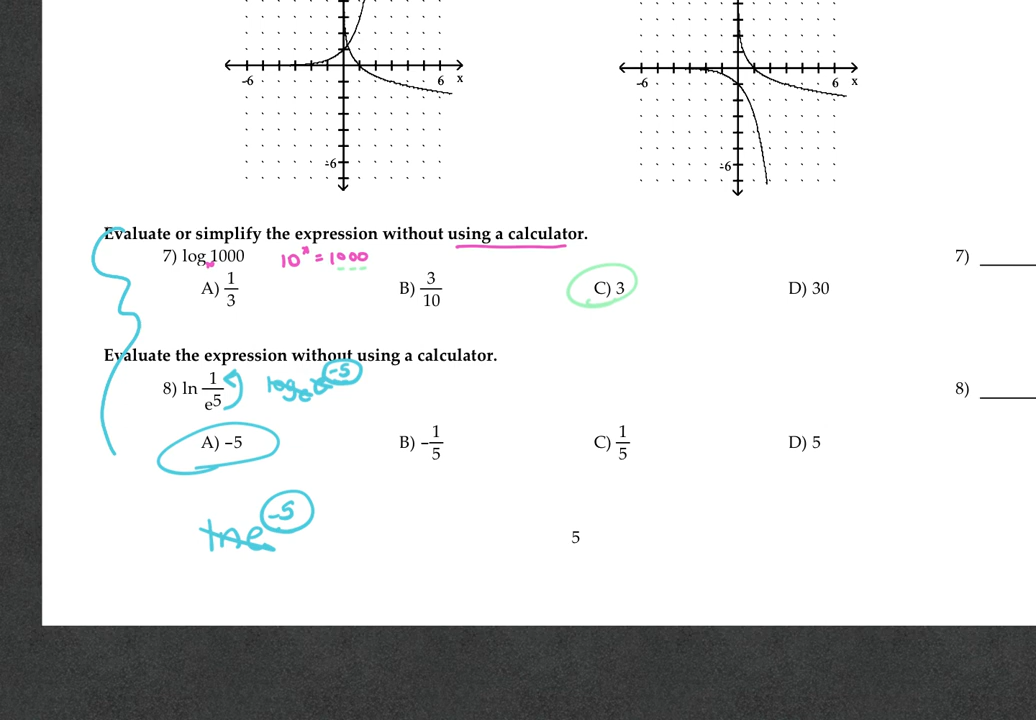 -6 6 x
-6
-6 6 x
-6
Evaluate or simplify the expression without using a calculator.
7) log 1000 10ˣ = 1000 7)
A) 1/3 B) 3/10 C) 3 D) 30
Evaluate the expression without using a calculator.
8) ln 1/e⁵ logₑ e⁻⁵ 8)
A) –5 B) –1/5 C) 1/5 D) 5
ln e⁻⁵
5